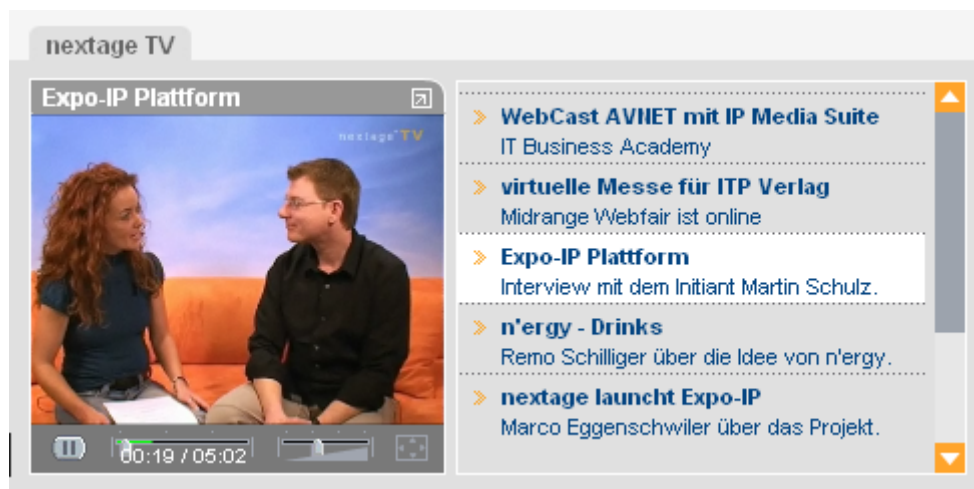 nextage TV
Expo-IP Plattform
nextage TV
00:19 / 05:02
WebCast AVNET mit IP Media Suite
IT Business Academy
virtuelle Messe für ITP Verlag
Midrange Webfair ist online
Expo-IP Plattform
Interview mit dem Initiant Martin Schulz.
n'ergy - Drinks
Remo Schilliger über die Idee von n'ergy.
nextage launcht Expo-IP
Marco Eggenschwiler über das Projekt.